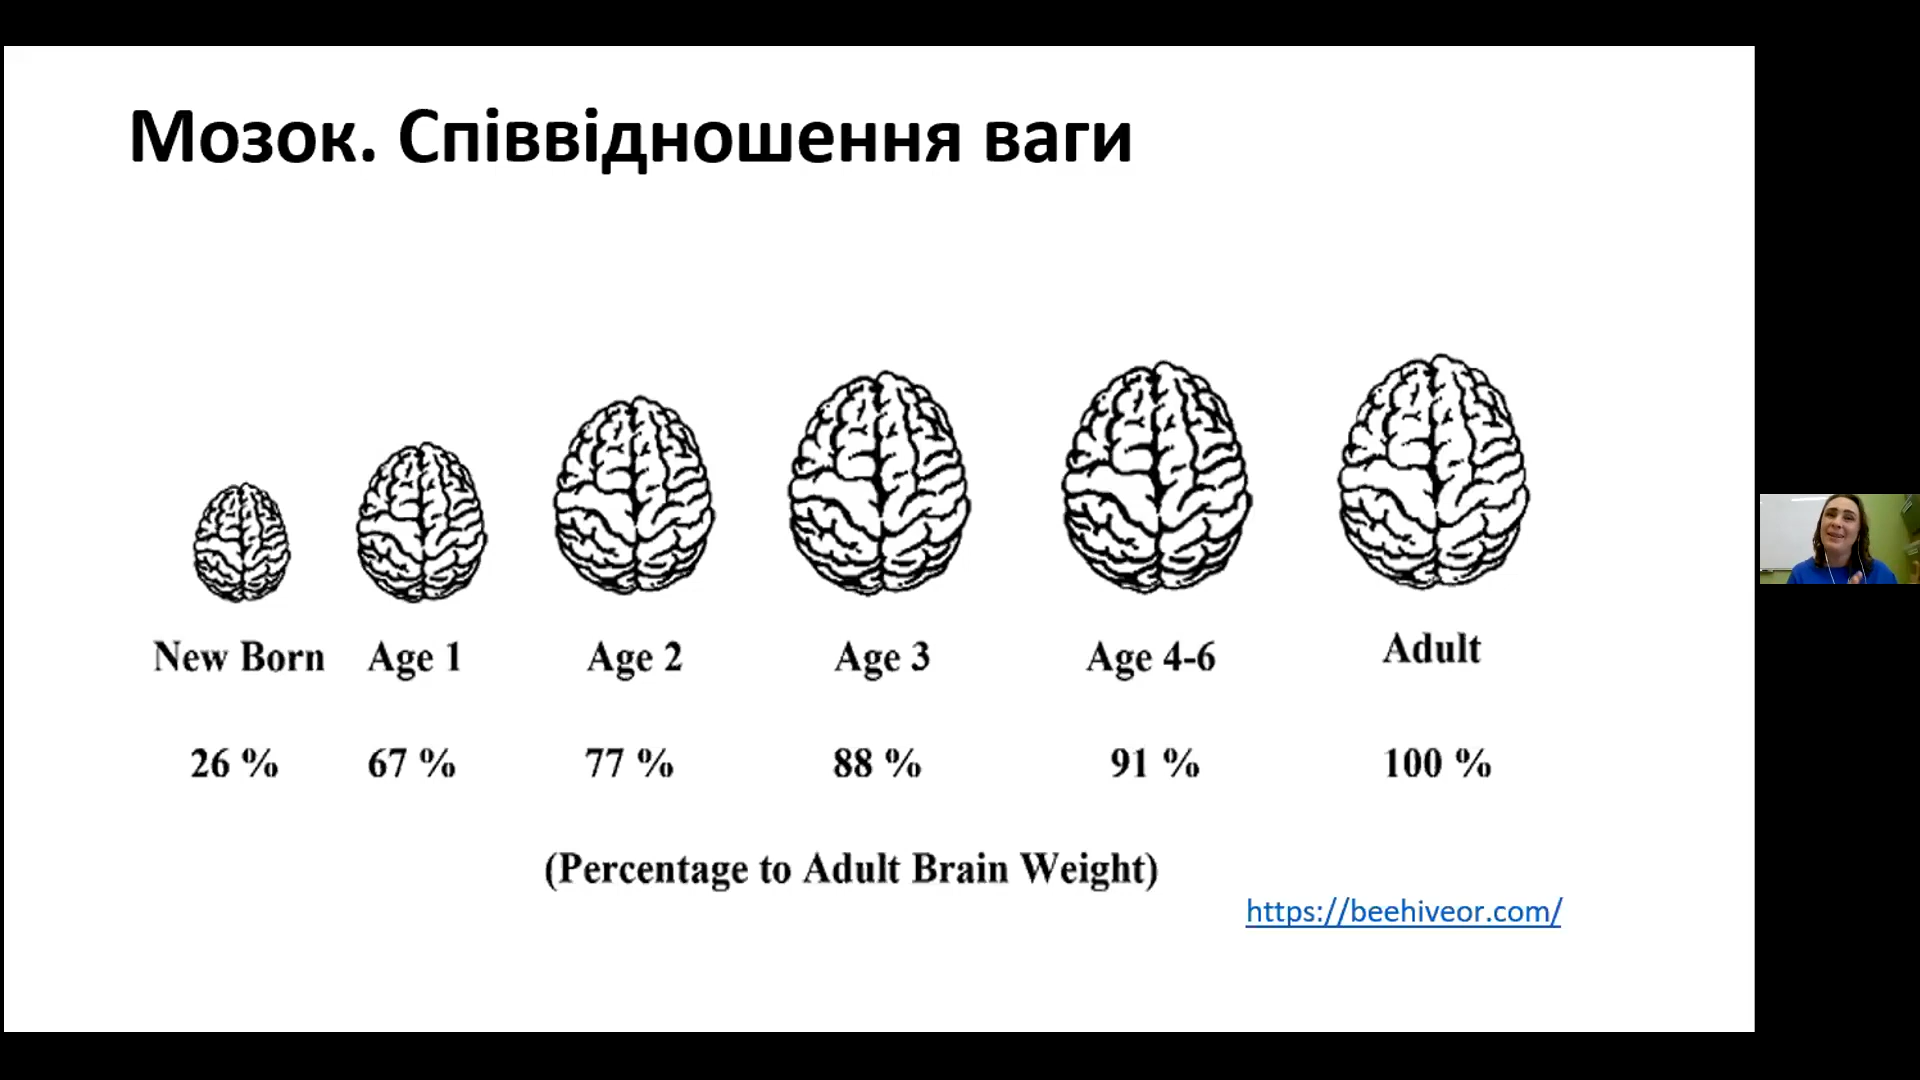 Мозок. Співвідношення ваги
New Born Age 1 Age 2 Age 3 Age 4-6 Adult
26 % 67 % 77 % 88 % 91 % 100 %
(Percentage to Adult Brain Weight)
https://beehiveor.com/